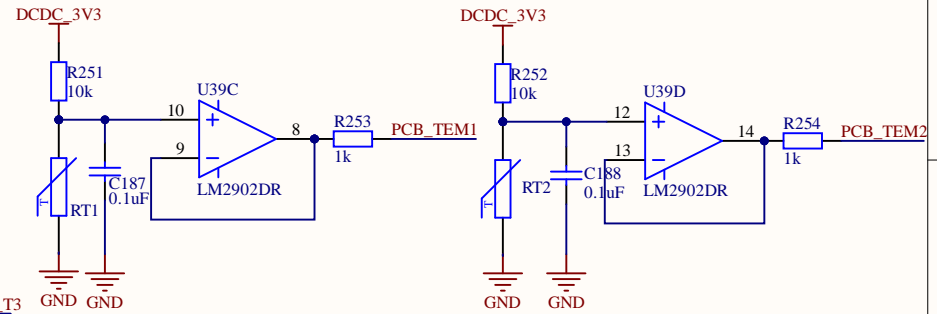 DCDC_3V3
R251
10k
U39C
10
9
8
R253
1k
PCB_TEM1
LM2902DR
C187
0.1uF
RT1
T
GND
GND
_T3
DCDC_3V3
R252
10k
U39D
12
13
14
R254
1k
PCB_TEM2
LM2902DR
C188
0.1uF
RT2
T
GND
GND